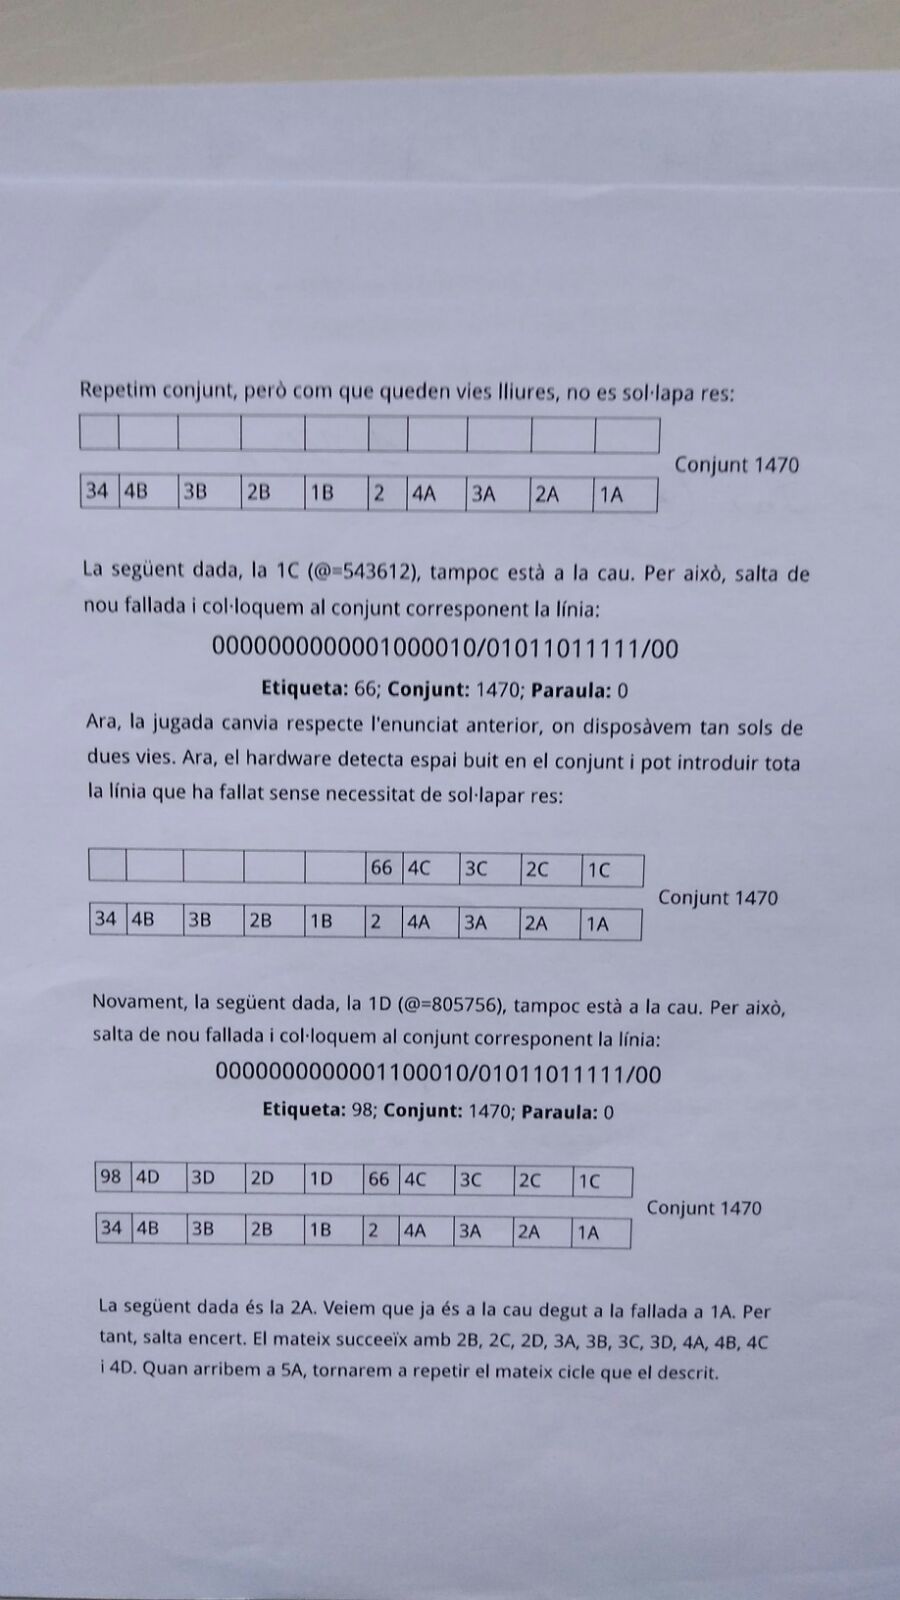 Repetim conjunt, però com que queden vies lliures, no es sol·lapa res:
Conjunt 1470
34 4B 3B 2B 1B 2 4A 3A 2A 1A
La següent dada, la 1C (@=543612), tampoc està a la cau. Per això, salta de
nou fallada i col·loquem al conjunt corresponent la línia:
0000000000001000010/01011011111/00
Etiqueta: 66; Conjunt: 1470; Paraula: 0
Ara, la jugada canvia respecte l'enunciat anterior, on disposàvem tan sols de
dues vies. Ara, el hardware detecta espai buit en el conjunt i pot introduir tota
la línia que ha fallat sense necessitat de sol·lapar res:
66 4C 3C 2C 1C
Conjunt 1470
34 4B 3B 2B 1B 2 4A 3A 2A 1A
Novament, la següent dada, la 1D (@=805756), tampoc està a la cau. Per això,
salta de nou fallada i col·loquem al conjunt corresponent la línia:
0000000000001100010/01011011111/00
Etiqueta: 98; Conjunt: 1470; Paraula: 0
98 4D 3D 2D 1D 66 4C 3C 2C 1C
Conjunt 1470
34 4B 3B 2B 1B 2 4A 3A 2A 1A
La següent dada és la 2A. Veiem que ja és a la cau degut a la fallada a 1A. Per
tant, salta encert. El mateix succeeïx amb 2B, 2C, 2D, 3A, 3B, 3C, 3D, 4A, 4B, 4C
i 4D. Quan arribem a 5A, tornarem a repetir el mateix cicle que el descrit.